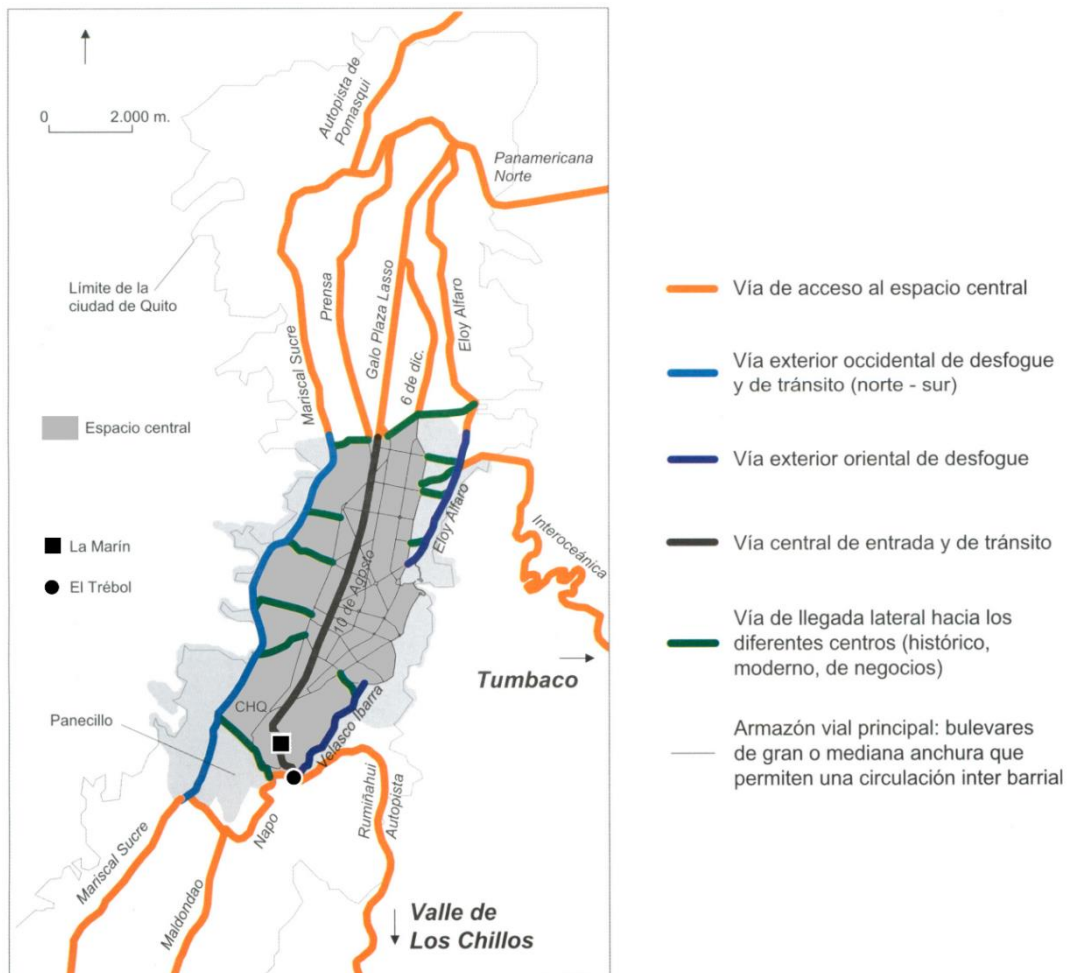 Autopista de
Pomasqui
0 2.000 m.
Panamericana
Norte
Límite de la
ciudad de Quito
Mariscal Sucre
Prensa
Galo Plaza Lasso
6 de dic.
Eloy Alfaro
Espacio central
La Marín
El Trébol
Eloy Alfaro
Interoceánica
10 de Agosto
Tumbaco
CHQ
Panecillo
Velasco Ibarra
Mariscal Sucre
Maldondao
Napo
Rumiñahui
Autopista
Valle de
Los Chillos
Vía de acceso al espacio central
Vía exterior occidental de desfogue
y de tránsito (norte - sur)
Vía exterior oriental de desfogue
Vía central de entrada y de tránsito
Vía de llegada lateral hacia los
diferentes centros (histórico,
moderno, de negocios)
Armazón vial principal: bulevares
de gran o mediana anchura que
permiten una circulación inter barrial